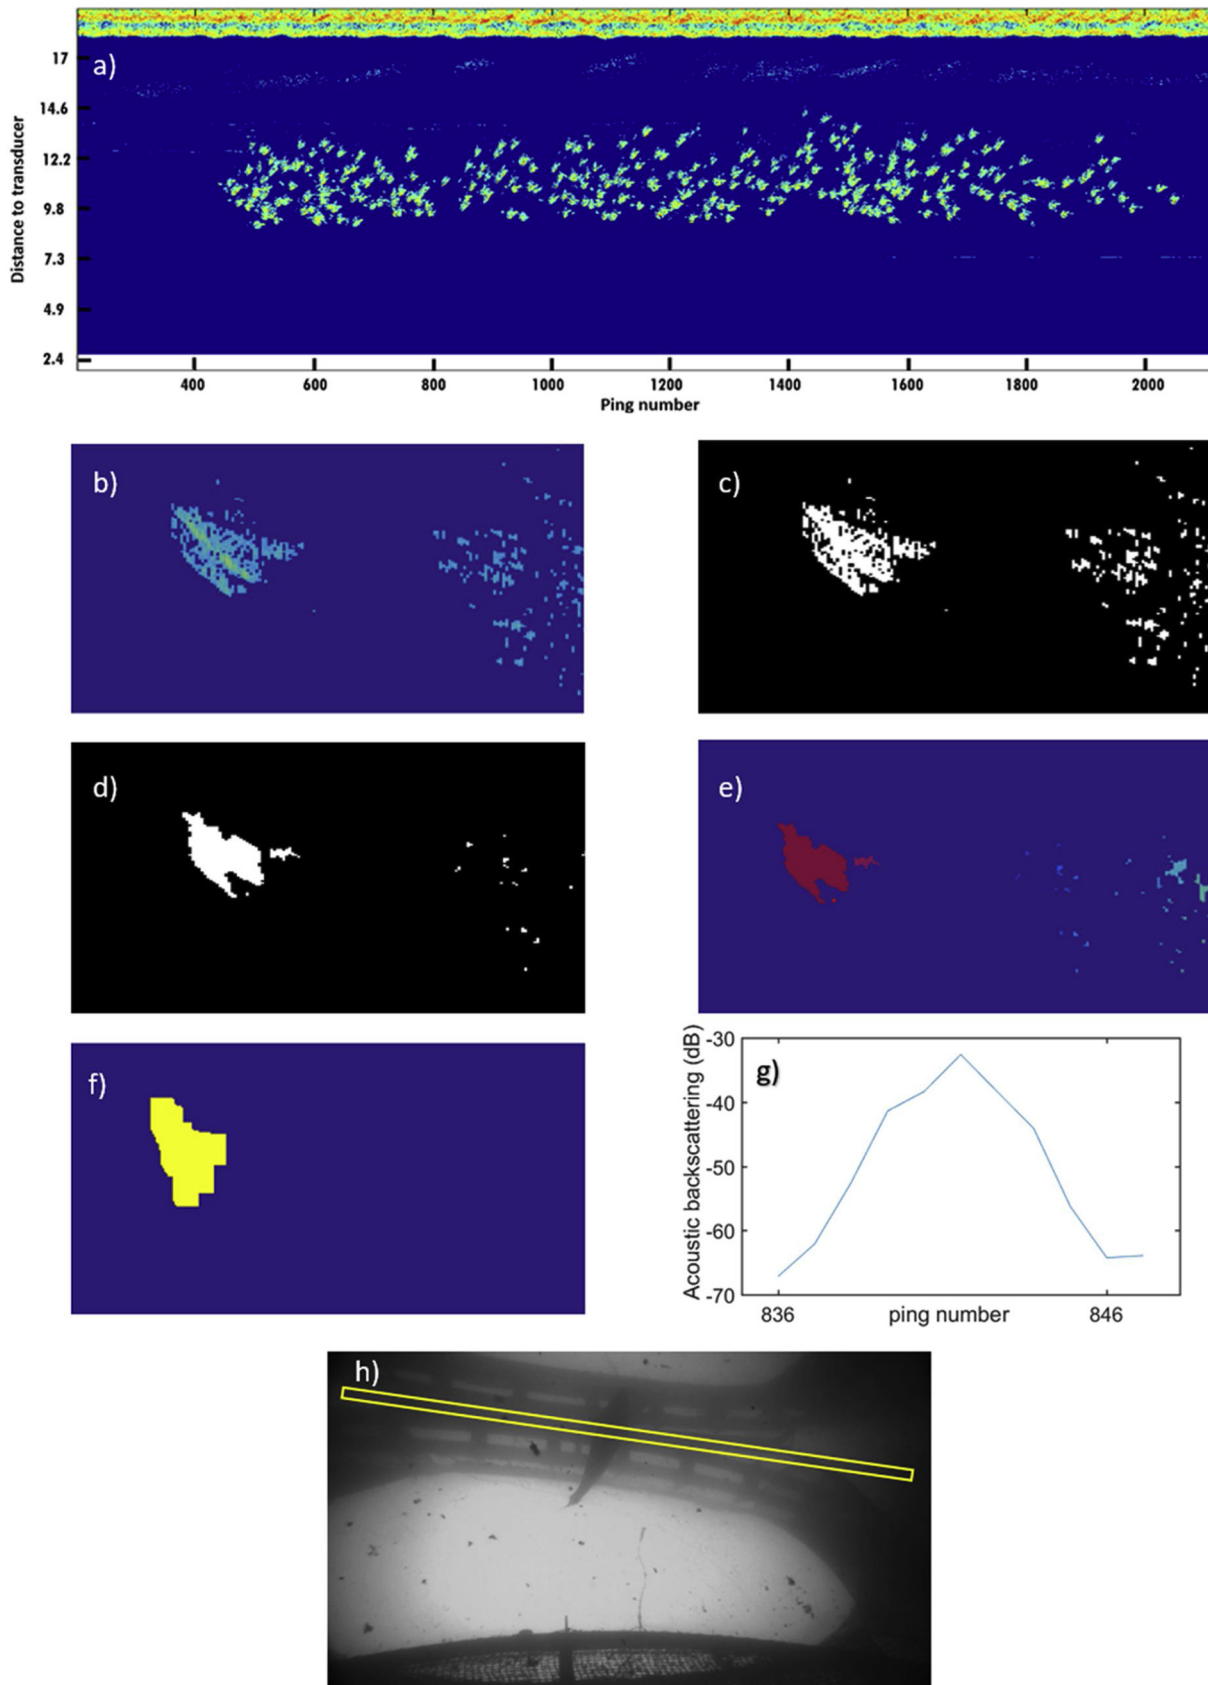 a)
17
14.6
12.2
9.8
7.3
4.9
2.4
Distance to transducer
400 600 800 1000 1200 1400 1600 1800 2000
Ping number
b)
c)
d)
e)
f)
g)
-30
-40
-50
-60
-70
Acoustic backscattering (dB)
836 846
ping number
h)